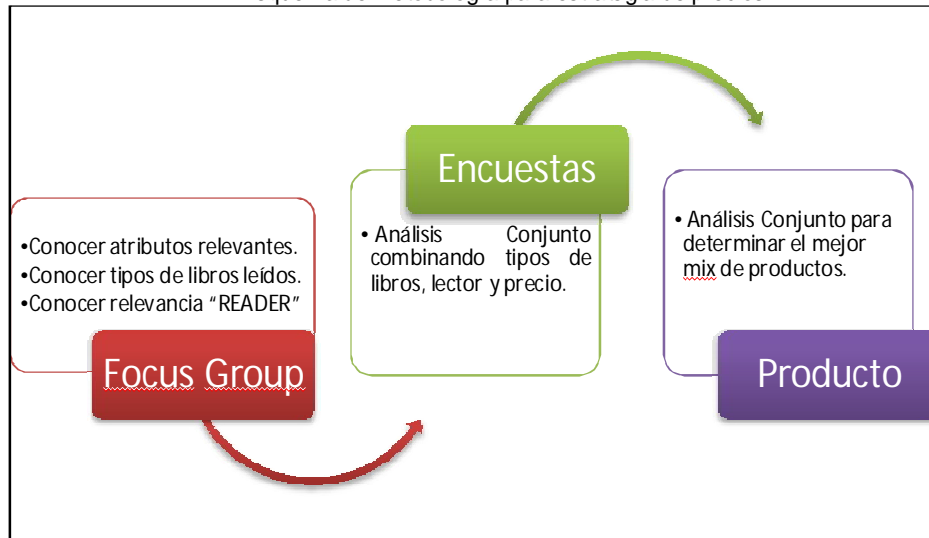 •Conocer atributos relevantes.
•Conocer tipos de libros leídos.
•Conocer relevancia “READER”
Focus Group
Encuestas
• Análisis Conjunto
combinando tipos de
libros, lector y precio.
• Análisis Conjunto para
determinar el mejor
mix de productos.
Producto